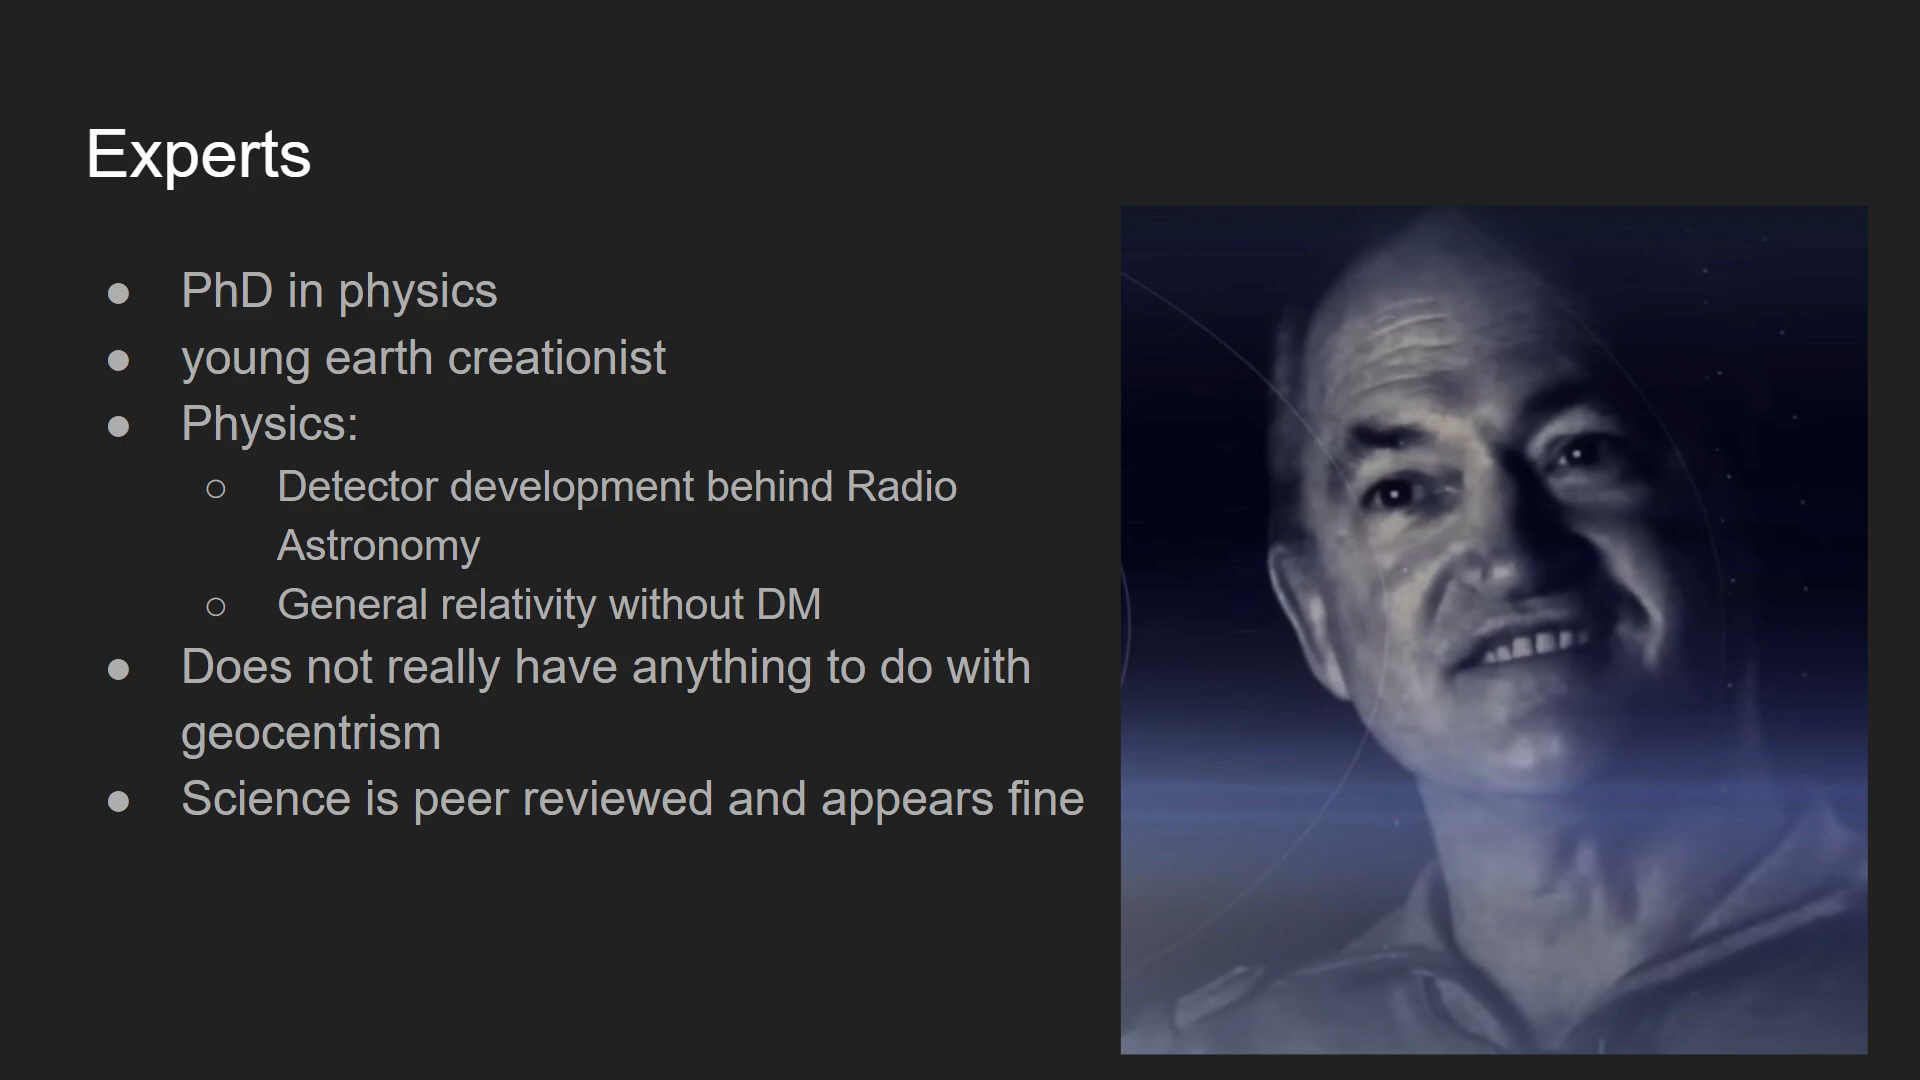 Experts
● PhD in physics
● young earth creationist
● Physics:
○ Detector development behind Radio
Astronomy
○ General relativity without DM
● Does not really have anything to do with
geocentrism
● Science is peer reviewed and appears fine